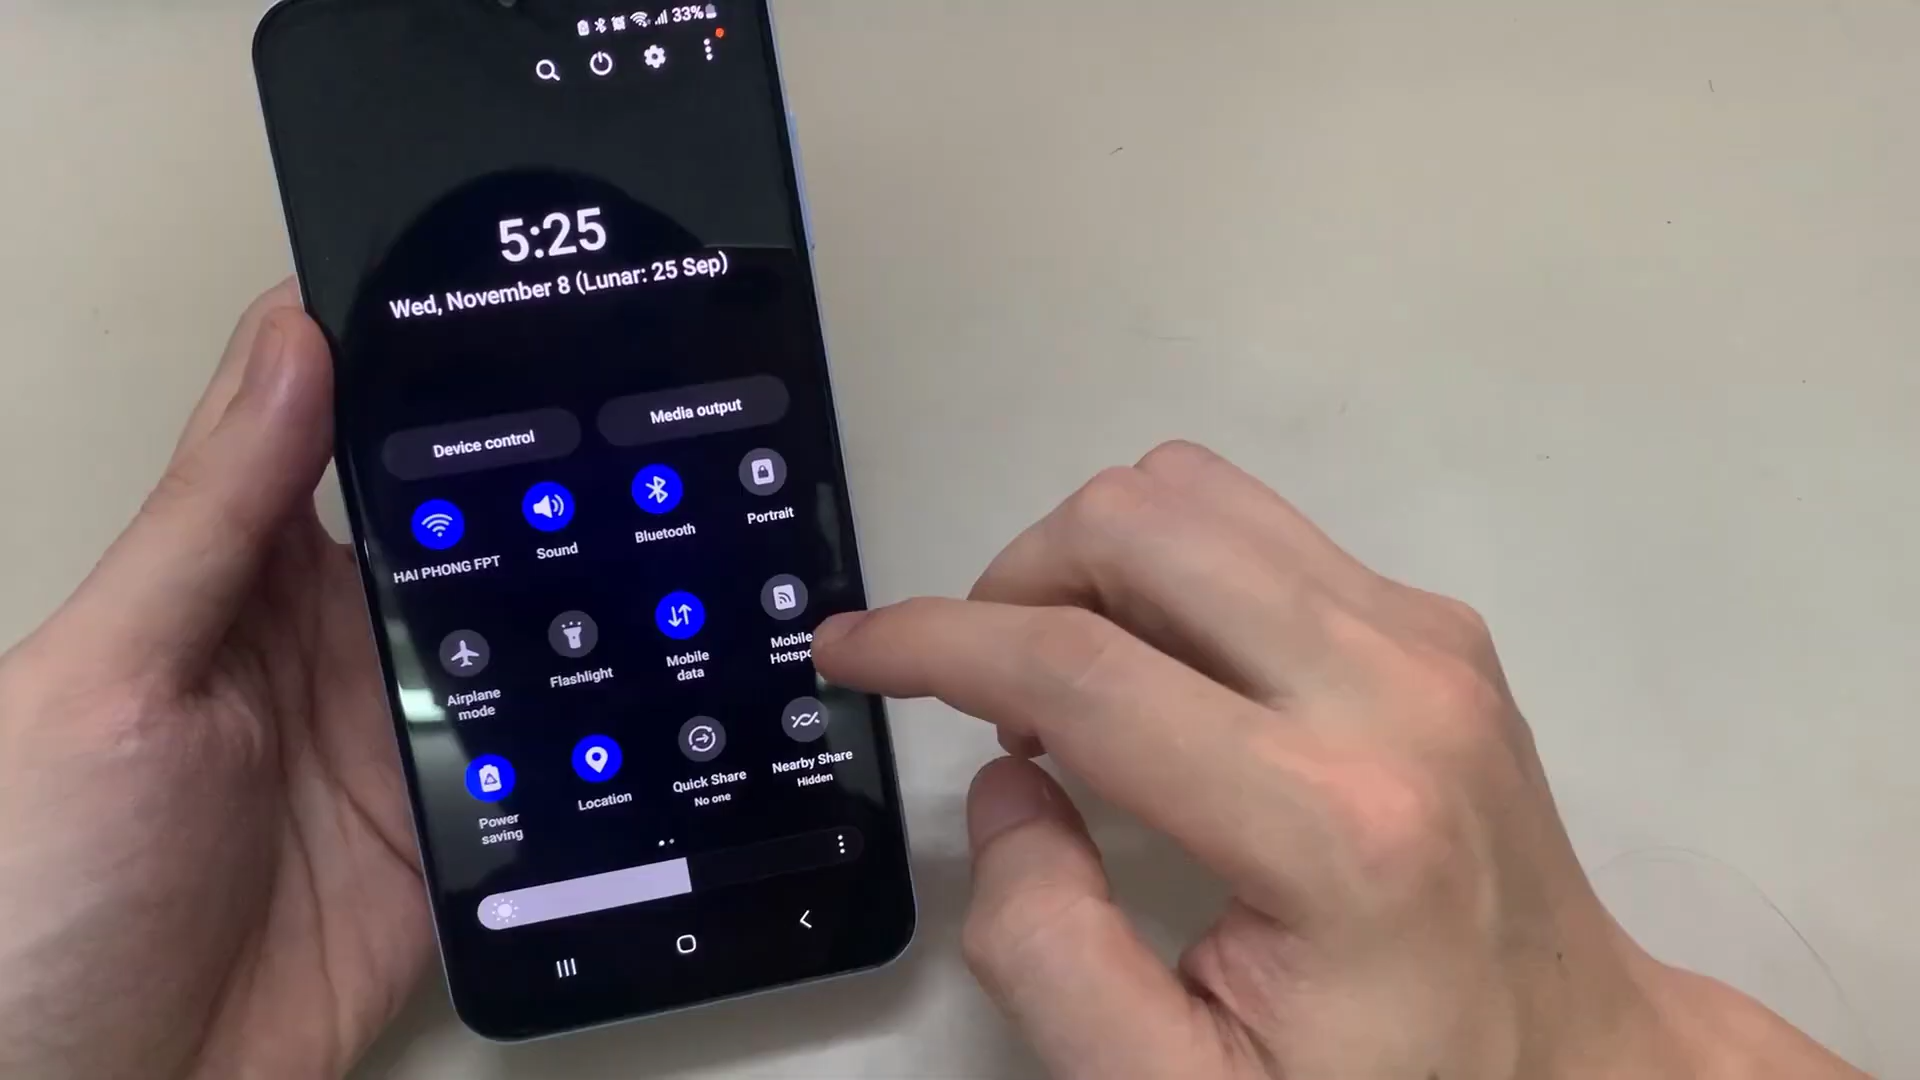 33%
5:25
Wed, November 8 (Lunar: 25 Sep)
Device control
Media output
HAI PHONG FPT
Sound
Bluetooth
Portrait
Airplane
mode
Flashlight
Mobile
data
Mobile
Power
saving
Location
Quick Share
No one
Nearby Share
Hidden